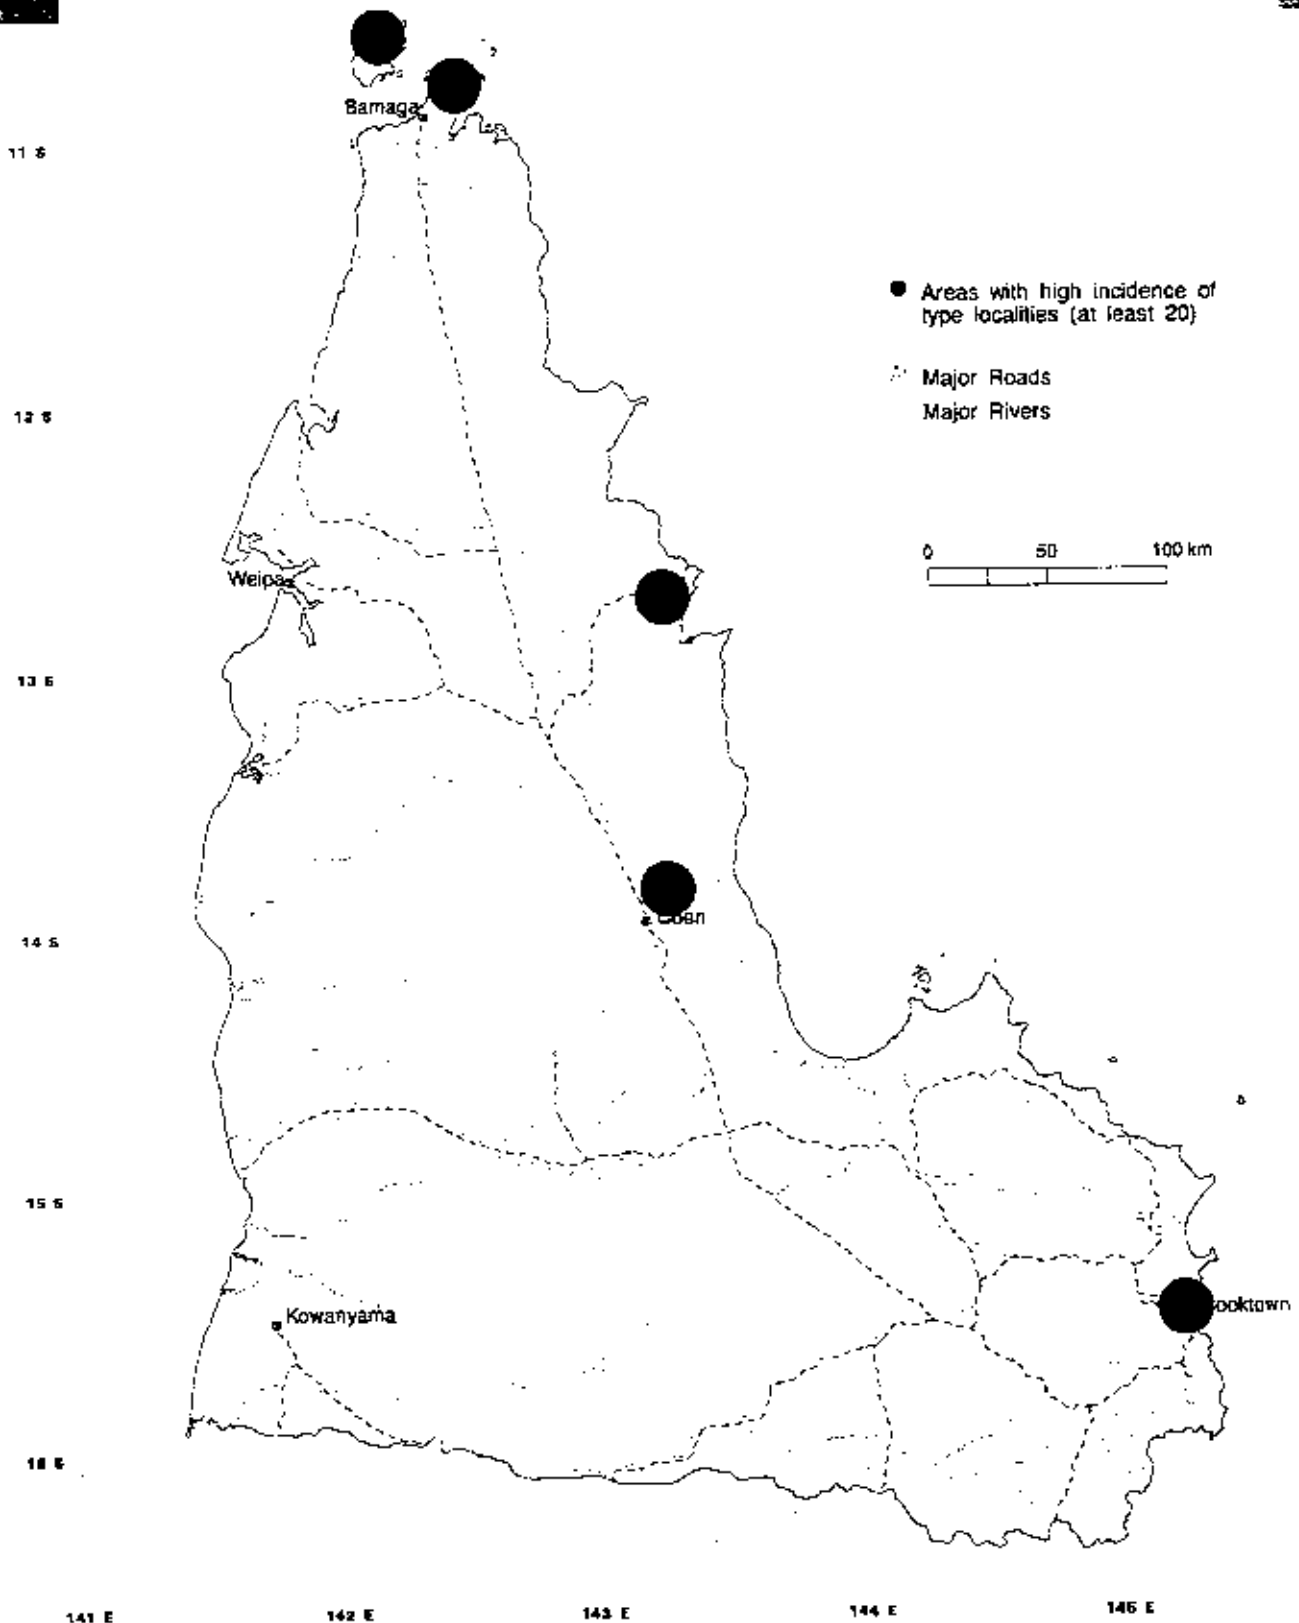 Bamaga
11 S
Areas with high incidence of
type localities (at least 20)
Major Roads
12 S
Major Rivers
0 50 100 km
Weipa
13 S
Coen
14 S
15 S
Kowanyama
ooktown
16 S
141 E 142 E 143 E 144 E 145 E